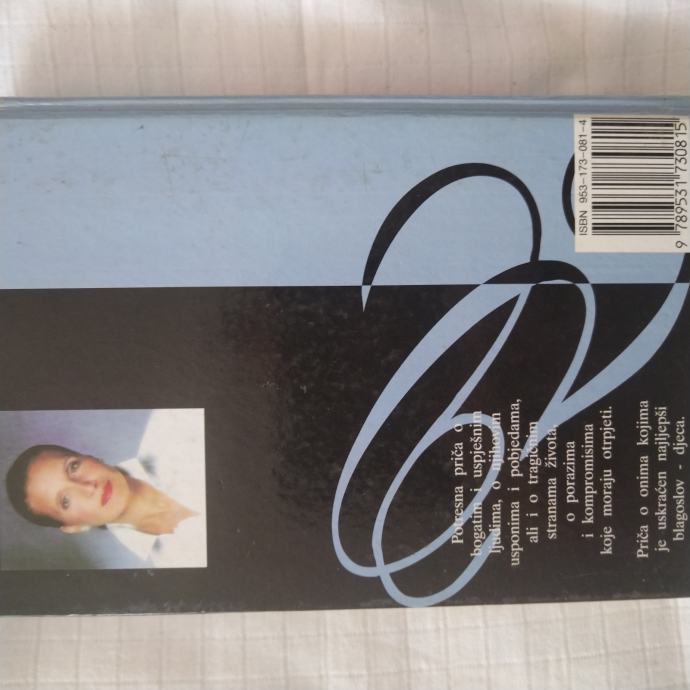 Potresna priča o
bogatim i uspješnim
ljudima, o njihovim
usponima i pobjedama,
ali i o tragičnim
stranama života,
o porazima
i kompromisima
koje moraju otrpjeti.
Priča o onima kojima
je uskraćen najljepši
blagoslov - djeca.
ISBN 953-173-081-4
9 789531 730815